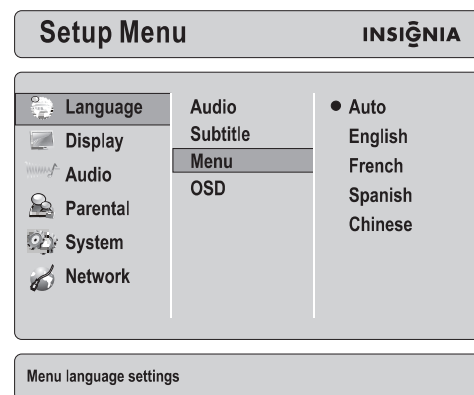 Setup Menu
INSIGNIA
Language
Display
Audio
Parental
System
Network
Audio
Subtitle
Menu
OSD
Auto
English
French
Spanish
Chinese
Menu language settings